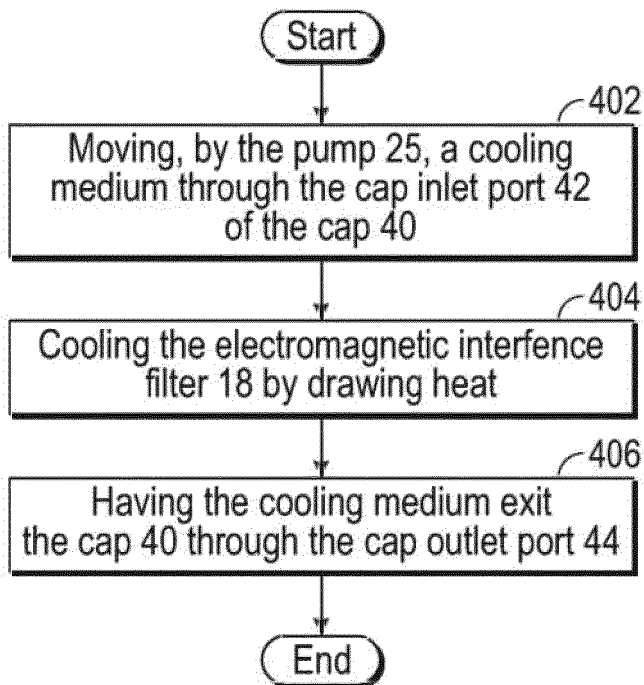 Start
402
Moving, by the pump 25, a cooling
medium through the cap inlet port 42
of the cap 40
404
Cooling the electromagnetic interfence
filter 18 by drawing heat
406
Having the cooling medium exit
the cap 40 through the cap outlet port 44
End